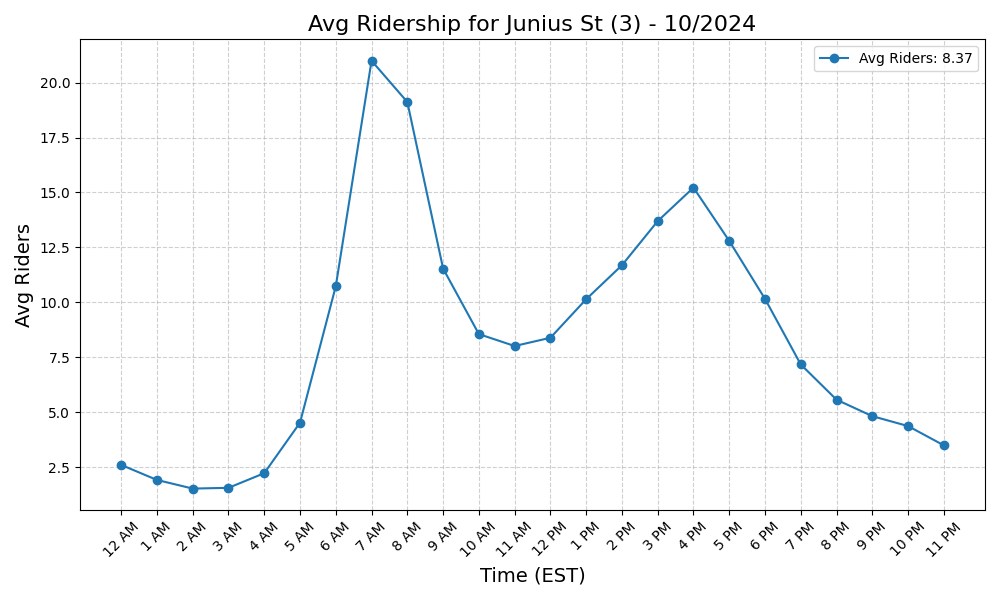 Avg Ridership for Junius St (3) - 10/2024
Avg Riders: 8.37
Avg Riders
20.0
17.5
15.0
12.5
10.0
7.5
5.0
2.5
12 AM
1 AM
2 AM
3 AM
4 AM
5 AM
6 AM
7 AM
8 AM
9 AM
10 AM
11 AM
12 PM
1 PM
2 PM
3 PM
4 PM
5 PM
6 PM
7 PM
8 PM
9 PM
10 PM
11 PM
Time (EST)